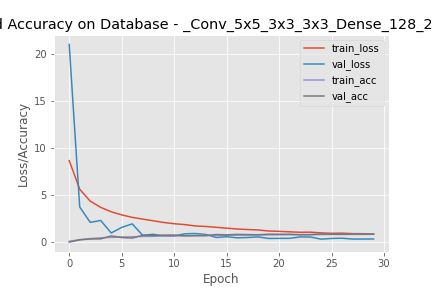 d Accuracy on Database - _Conv_5x5_3x3_3x3_Dense_128_2
train_loss
val_loss
train_acc
val_acc
20
15
10
5
0
Loss/Accuracy
0 5 10 15 20 25 30
Epoch